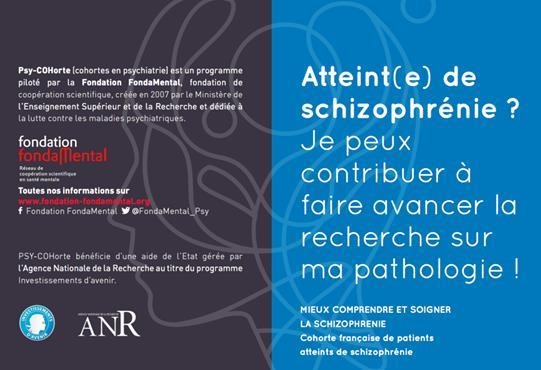 Psy-COHorte (cohortes en psychiatrie) est un programme
piloté par la Fondation FondaMental, fondation de
coopération scientifique, créée en 2007 par le Ministère de
l'Enseignement Supérieur et de la Recherche et dédiée à
la lutte contre les maladies psychiatriques.
fondation
fondaMental
Réseau de
coopération scientifique
en santé mentale
Toutes nos informations sur
www.fondation-fondamental.org
f Fondation FondaMental @FondaMental_Psy
PSY-COHorte bénéficie d'une aide de l'Etat gérée par
l'Agence Nationale de la Recherche au titre du programme
Investissements d'avenir.
INVESTISSEMENTS
D'AVENIR
ANR
Atteint(e) de
schizophrénie ?
Je peux
contribuer à
faire avancer la
recherche sur
ma pathologie !
MIEUX COMPRENDRE ET SOIGNER
LA SCHIZOPHRENIE
Cohorte française de patients
atteints de schizophrénie